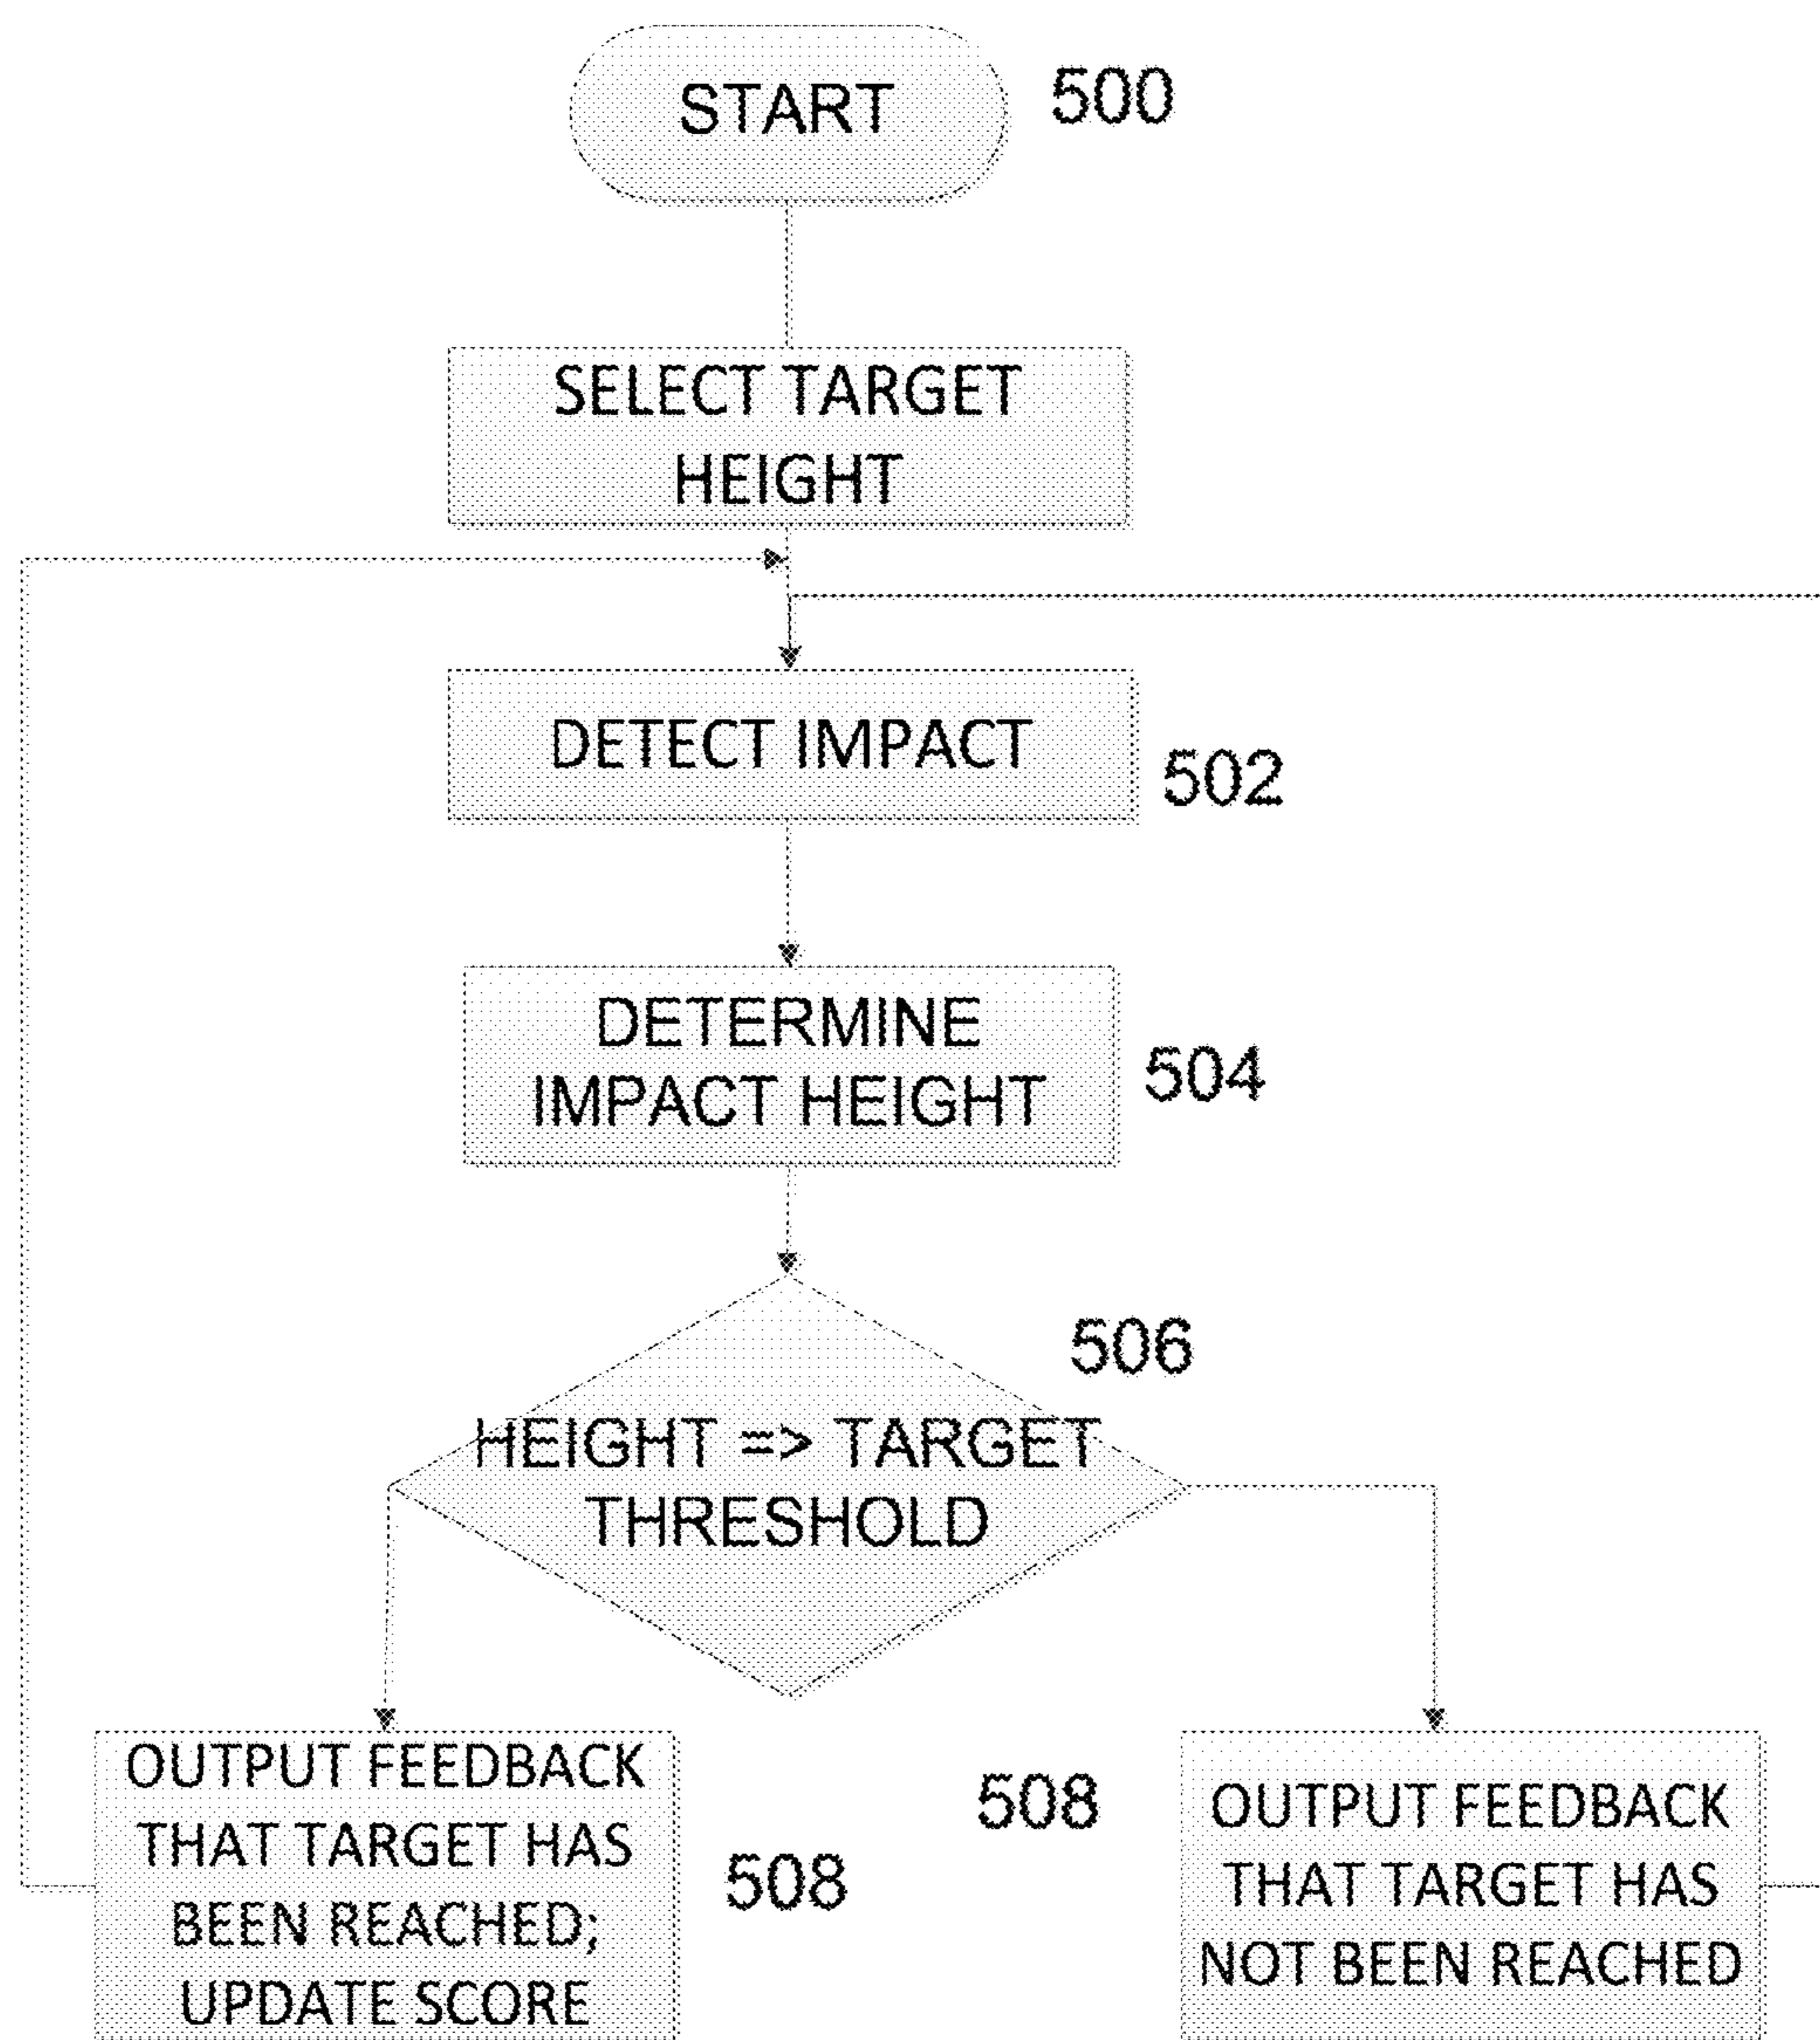 START
500
SELECT TARGET
HEIGHT
DETECT IMPACT
502
DETERMINE
IMPACT HEIGHT
504
506
HEIGHT => TARGET
THRESHOLD
OUTPUT FEEDBACK
THAT TARGET HAS
BEEN REACHED;
UPDATE SCORE
508
508
OUTPUT FEEDBACK
THAT TARGET HAS
NOT BEEN REACHED